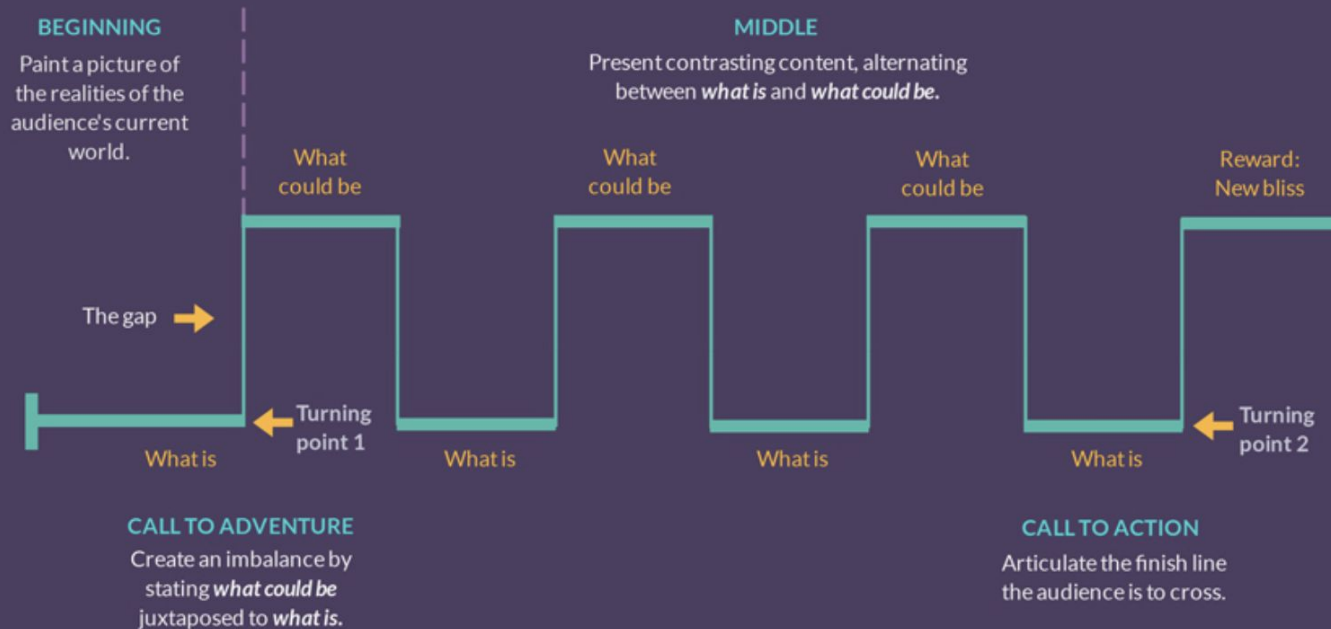 BEGINNING
Paint a picture of
the realities of the
audience's current
world.
MIDDLE
Present contrasting content, alternating
between what is and what could be.
What
could be
What
could be
What
could be
Reward:
New bliss
The gap
Turning
point 1
Turning
point 2
What is
What is
What is
What is
CALL TO ADVENTURE
Create an imbalance by
stating what could be
juxtaposed to what is.
CALL TO ACTION
Articulate the finish line
the audience is to cross.